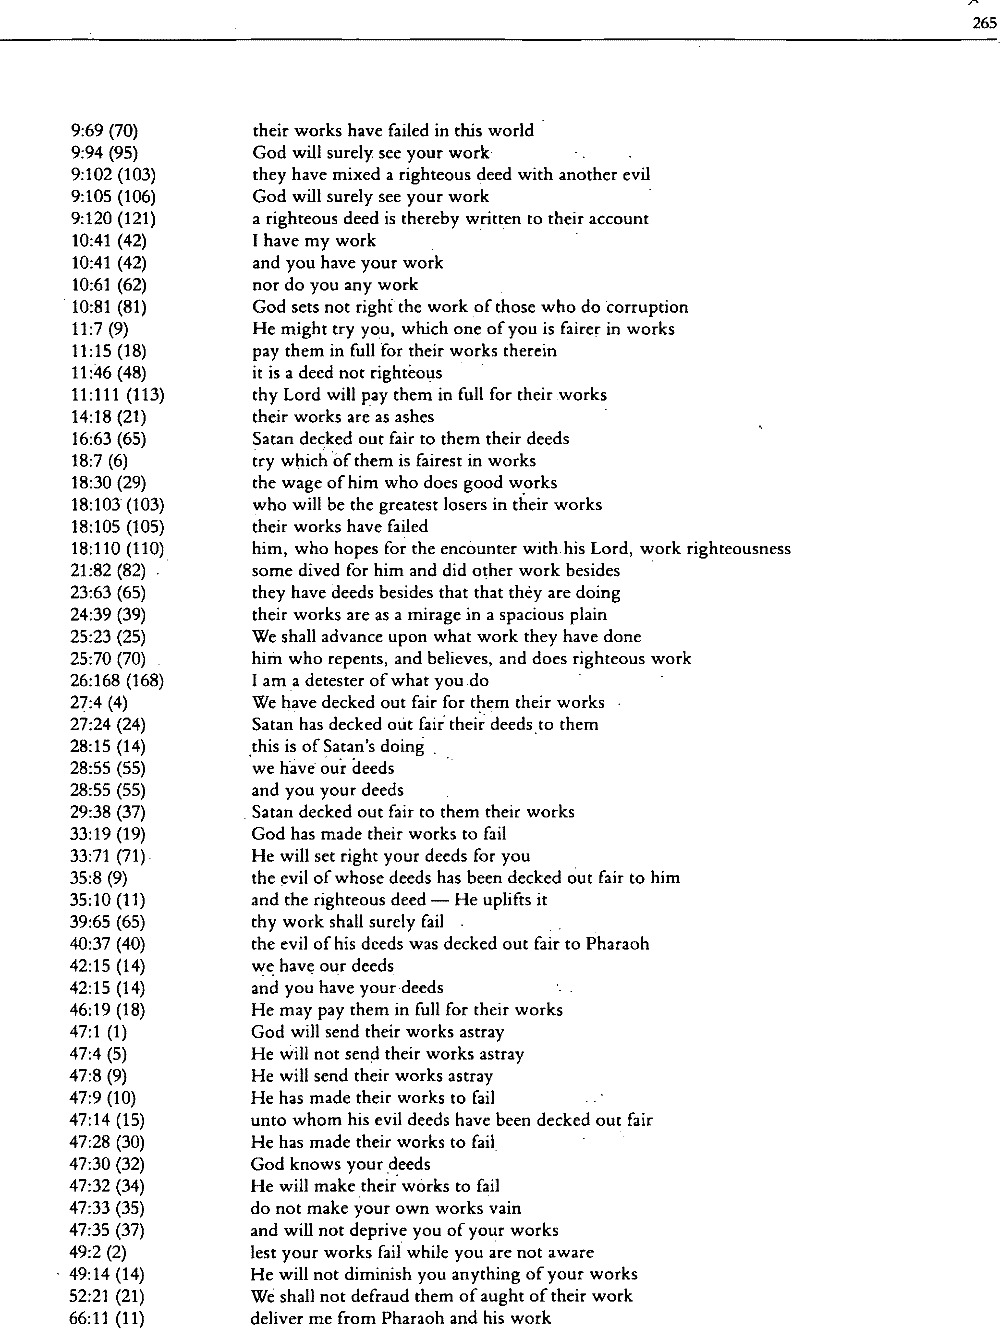 265
9:69 (70) their works have failed in this world
9:94 (95) God will surely see your work
9:102 (103) they have mixed a righteous deed with another evil
9:105 (106) God will surely see your work
9:120 (121) a righteous deed is thereby written to their account
10:41 (42) I have my work
10:41 (42) and you have your work
10:61 (62) nor do you any work
10:81 (81) God sets not right the work of those who do corruption
11:7 (9) He might try you, which one of you is fairer in works
11:15 (18) pay them in full for their works therein
11:46 (48) it is a deed not righteous
11:111 (113) thy Lord will pay them in full for their works
14:18 (21) their works are as ashes
16:63 (65) Satan decked out fair to them their deeds
18:7 (6) try which of them is fairest in works
18:30 (29) the wage of him who does good works
18:103 (103) who will be the greatest losers in their works
18:105 (105) their works have failed
18:110 (110) him, who hopes for the encounter with his Lord, work righteousness
21:82 (82) some dived for him and did other work besides
23:63 (65) they have deeds besides that that they are doing
24:39 (39) their works are as a mirage in a spacious plain
25:23 (25) We shall advance upon what work they have done
25:70 (70) him who repents, and believes, and does righteous work
26:168 (168) I am a detester of what you do
27:4 (4) We have decked out fair for them their works
27:24 (24) Satan has decked out fair their deeds to them
28:15 (14) this is of Satan's doing
28:55 (55) we have our deeds
28:55 (55) and you your deeds
29:38 (37) Satan decked out fair to them their works
33:19 (19) God has made their works to fail
33:71 (71) He will set right your deeds for you
35:8 (9) the evil of whose deeds has been decked out fair to him
35:10 (11) and the righteous deed — He uplifts it
39:65 (65) thy work shall surely fail
40:37 (40) the evil of his deeds was decked out fair to Pharaoh
42:15 (14) we have our deeds
42:15 (14) and you have your deeds
46:19 (18) He may pay them in full for their works
47:1 (1) God will send their works astray
47:4 (5) He will not send their works astray
47:8 (9) He will send their works astray
47:9 (10) He has made their works to fail
47:14 (15) unto whom his evil deeds have been decked out fair
47:28 (30) He has made their works to fail
47:30 (32) God knows your deeds
47:32 (34) He will make their works to fail
47:33 (35) do not make your own works vain
47:35 (37) and will not deprive you of your works
49:2 (2) lest your works fail while you are not aware
49:14 (14) He will not diminish you anything of your works
52:21 (21) We shall not defraud them of aught of their work
66:11 (11) deliver me from Pharaoh and his work